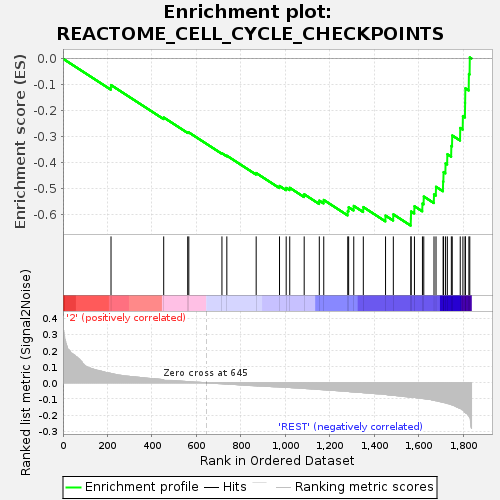 Enrichment plot:
REACTOME_CELL_CYCLE_CHECKPOINTS
Enrichment score (ES)
0.0
-0.1
-0.2
-0.3
-0.4
-0.5
-0.6
Ranked list metric (Signal2Noise)
'2' (positively correlated)
0.4
0.3
0.2
0.1
0.0
-0.1
-0.2
-0.3
Zero cross at 645
'REST' (negatively correlated)
0 200 400 600 800 1,000 1,200 1,400 1,600 1,800
Rank in Ordered Dataset
Enrichment profile Hits Ranking metric scores